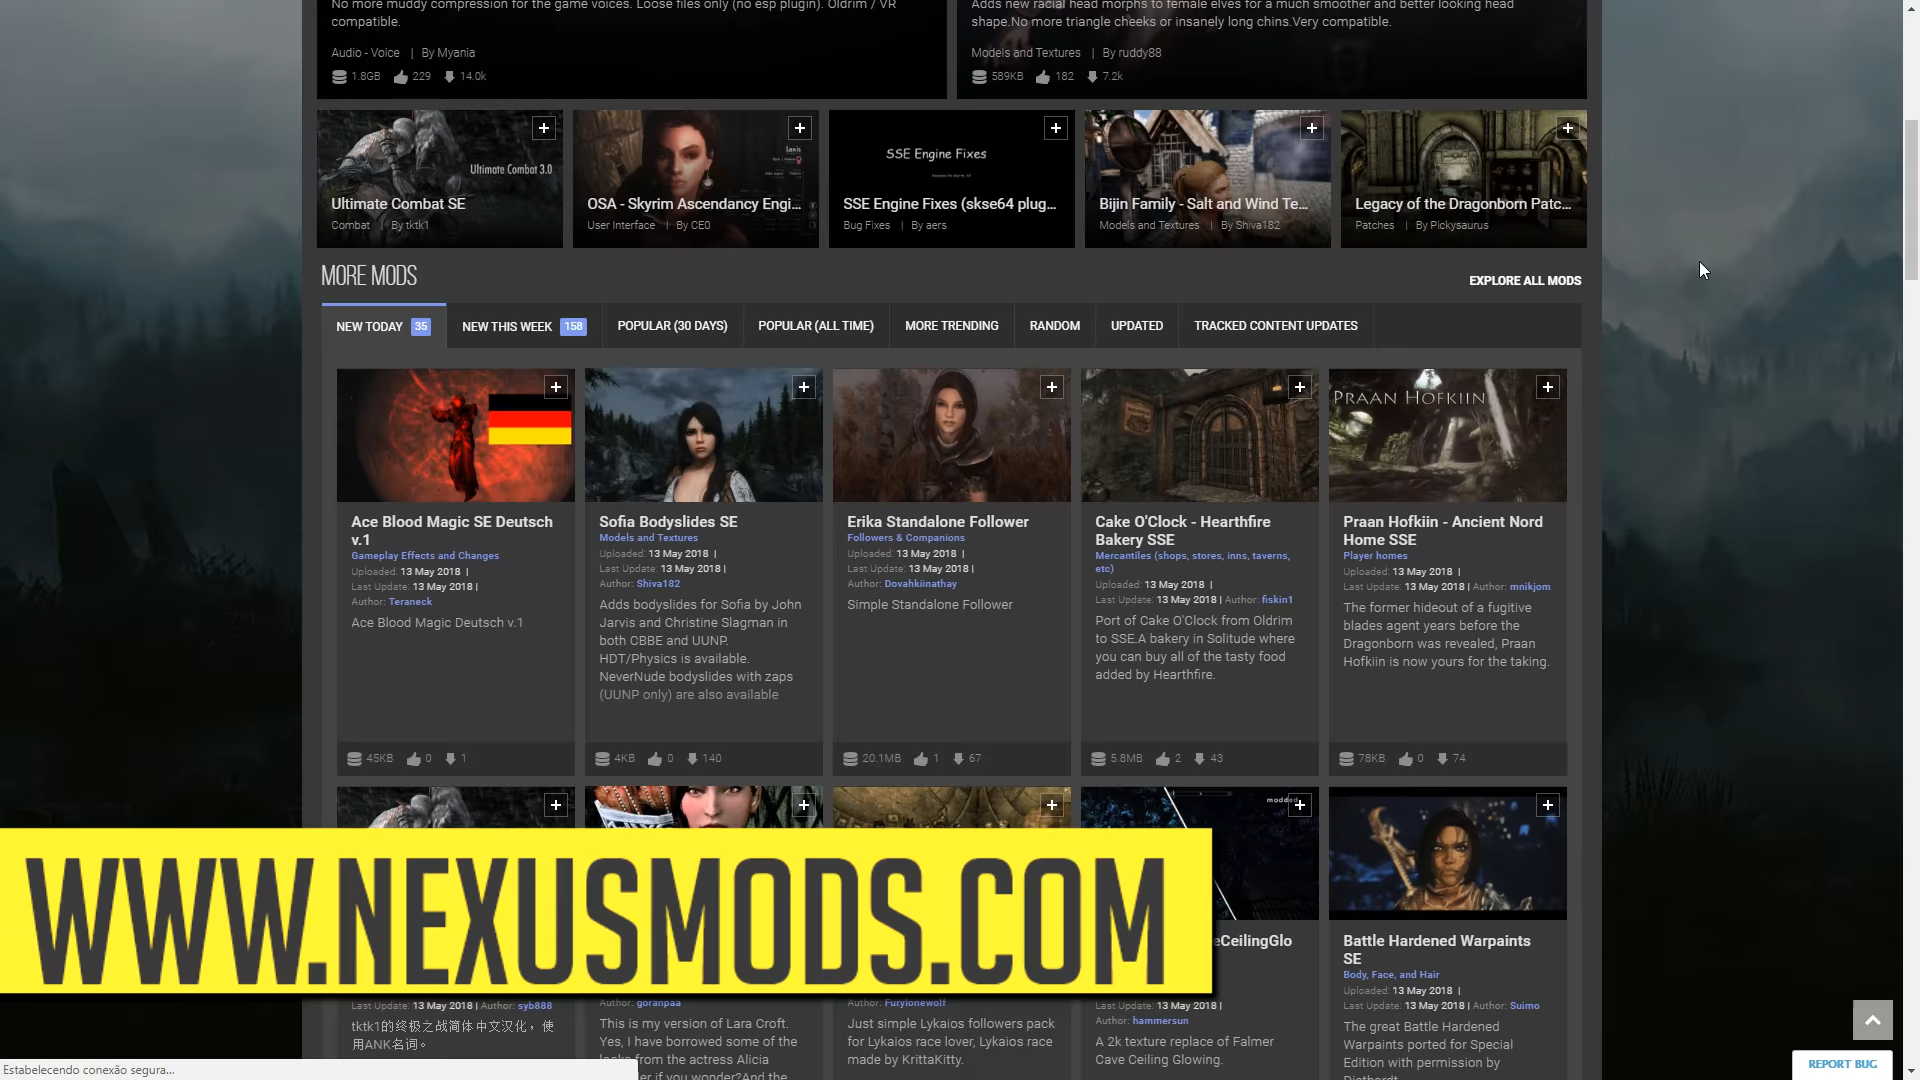 No more muddy compression for the game voices. Loose files only (no esp plugin). Oldrim / VR
compatible.
Audio - Voice | By Myania
1.8GB 229 14.0k
Adds new racial head morphs to female elves for a much smoother and better looking head
shape.No more triangle cheeks or insanely long chins.Very compatible.
Models and Textures | By ruddy88
589KB 182 7.2k
Ultimate Combat 3.0
Ultimate Combat SE
Combat | By tktk1
OSA - Skyrim Ascendancy Engi...
User Interface | By CE0
SSE Engine Fixes
SSE Engine Fixes (skse64 plug...
Bug Fixes | By aers
Bijin Family - Salt and Wind Te...
Models and Textures | By Shiva182
Legacy of the Dragonborn Patc...
Patches | By Pickysaurus
MORE MODS
EXPLORE ALL MODS
NEW TODAY 35 NEW THIS WEEK 158 POPULAR (30 DAYS) POPULAR (ALL TIME) MORE TRENDING RANDOM UPDATED TRACKED CONTENT UPDATES
Ace Blood Magic SE Deutsch
v.1
Gameplay Effects and Changes
Uploaded: 13 May 2018 |
Last Update: 13 May 2018 |
Author: Teraneck
Ace Blood Magic Deutsch v.1
45KB 0 1
Sofia Bodyslides SE
Models and Textures
Uploaded: 13 May 2018 |
Last Update: 13 May 2018 |
Author: Shiva182
Adds bodyslides for Sofia by John
Jarvis and Christine Slagman in
both CBBE and UUNP.
HDT/Physics is available.
NeverNude bodyslides with zaps
(UUNP only) are also available
4KB 0 140
Erika Standalone Follower
Followers & Companions
Uploaded: 13 May 2018 |
Last Update: 13 May 2018 |
Author: Dovahkiinathay
Simple Standalone Follower
20.1MB 1 67
Cake O'Clock - Hearthfire
Bakery SSE
Mercantiles (shops, stores, inns, taverns,
etc)
Uploaded: 13 May 2018 |
Last Update: 13 May 2018 | Author: fiskin1
Port of Cake O'Clock from Oldrim
to SSE.A bakery in Solitude where
you can buy all of the tasty food
added by Hearthfire.
5.8MB 2 43
PRAAN HOFKIIN
Praan Hofkiin - Ancient Nord
Home SSE
Player homes
Uploaded: 13 May 2018 |
Last Update: 13 May 2018 | Author: mnikjom
The former hideout of a fugitive
blades agent years before the
Dragonborn was revealed, Praan
Hofkiin is now yours for the taking.
78KB 0 74
WWW.NEXUSMODS.COM
Last Update: 13 May 2018 | Author: syb888
tktk1的终极之战简体中文汉化，使
用ANK名词。
Author: goranpaa
This is my version of Lara Croft.
Yes, I have borrowed some of the
from the actress Alicia
er if you wonder?And the
Author: Furylonewolf
Just simple Lykaios followers pack
for Lykaios race lover, Lykaios race
made by KrittaKitty.
modded
eCeilingGlo
Last Update: 13 May 2018 |
Author: hammersun
A 2k texture replace of Falmer
Cave Ceiling Glowing.
Battle Hardened Warpaints
SE
Body, Face, and Hair
Uploaded: 13 May 2018 |
Last Update: 13 May 2018 | Author: Suimo
The great Battle Hardened
Warpaints ported for Special
Edition with permission by
Estabelecendo conexão segura...
REPORT BUG